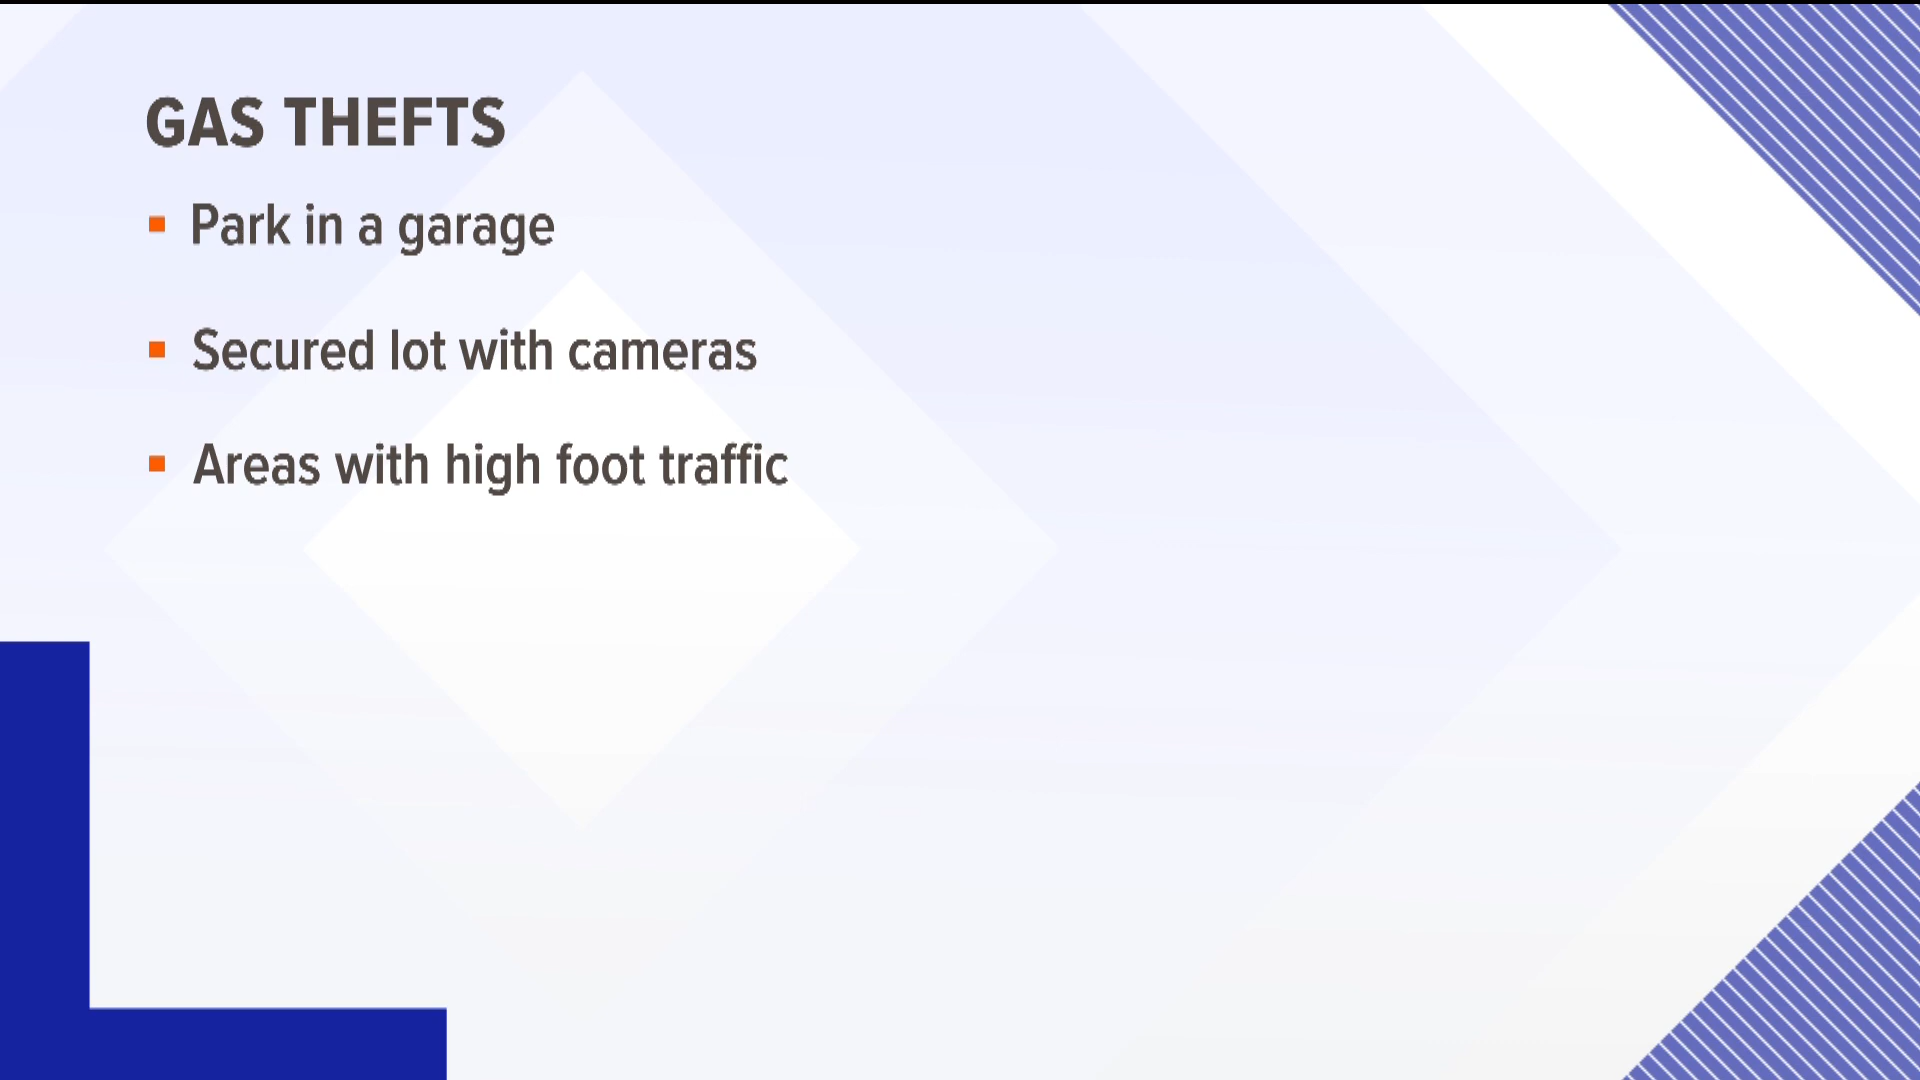 GAS THEFTS
Park in a garage
Secured lot with cameras
Areas with high foot traffic